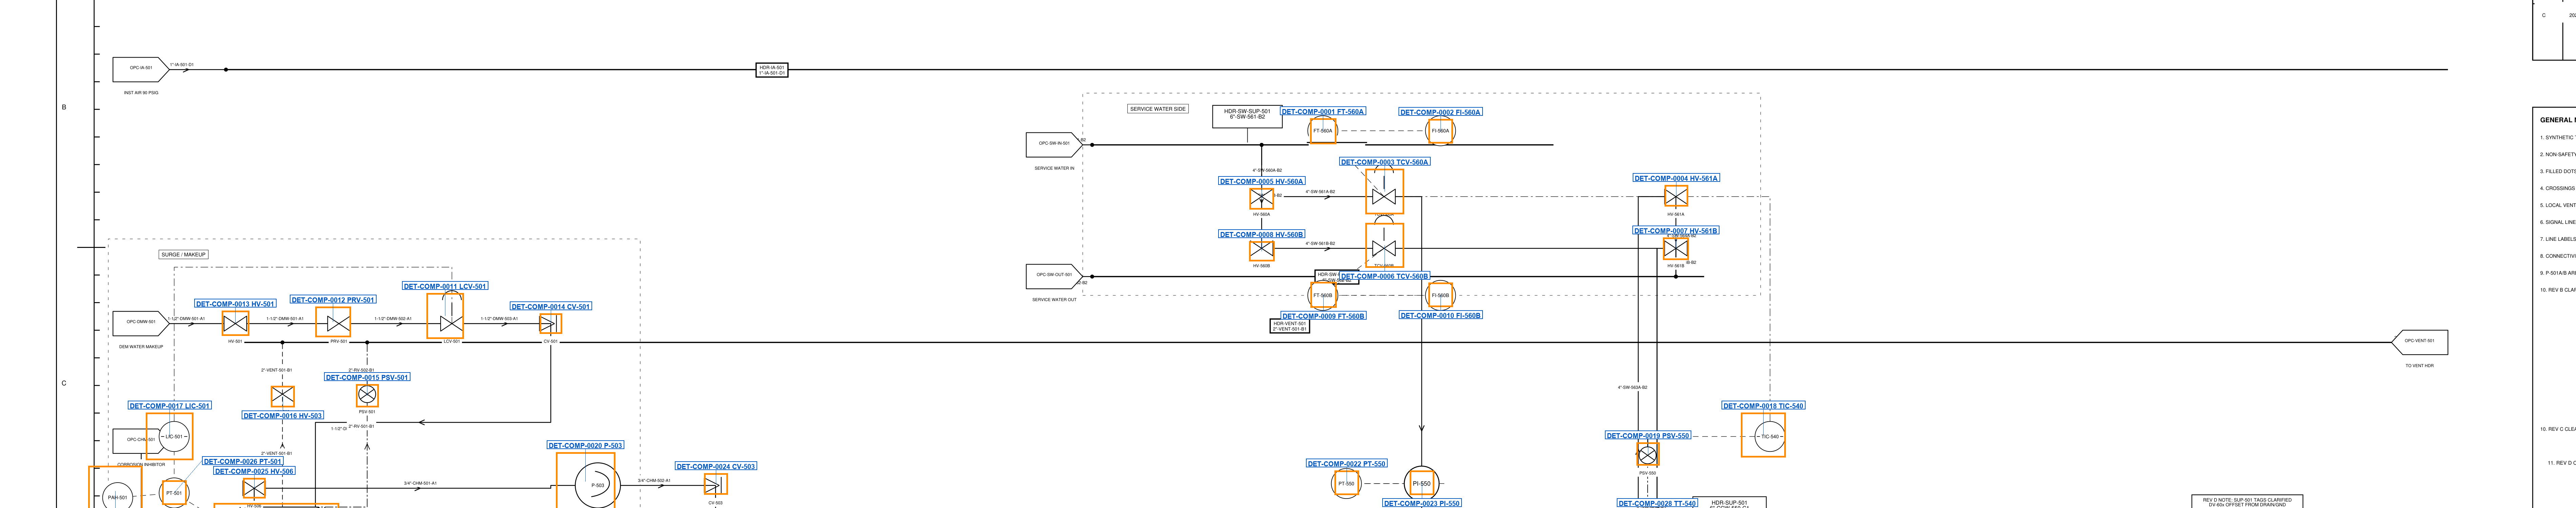 C
B
OPC-IA-501
1"-IA-501-D1
INST AIR 90 PSIG
HDR-IA-501
1"-IA-501-D1
SERVICE WATER SIDE
HDR-SW-SUP-501
6"-SW-561-B2
DET-COMP-0001 FT-560A
DET-COMP-0002 FI-560A
FT-560A
FI-560A
OPC-SW-IN-501
SERVICE WATER IN
DET-COMP-0003 TCV-560A
4"-SW-560A-B2
DET-COMP-0005 HV-560A
4"-SW-561A-B2
HV-560A
DET-COMP-0004 HV-561A
HV-561A
DET-COMP-0008 HV-560B
4"-SW-561B-B2
HV-560B
DET-COMP-0007 HV-561B
HV-561B
OPC-SW-OUT-501
SERVICE WATER OUT
DET-COMP-0006 TCV-560B
FT-560B
FI-560B
DET-COMP-0009 FT-560B
DET-COMP-0010 FI-560B
HDR-VENT-501
2"-VENT-501-B1
SURGE / MAKEUP
DET-COMP-0011 LCV-501
DET-COMP-0013 HV-501
DET-COMP-0012 PRV-501
DET-COMP-0014 CV-501
OPC-DMW-501
1-1/2"-DMW-501-A1
1-1/2"-DMW-501-A1
1-1/2"-DMW-502-A1
1-1/2"-DMW-503-A1
DEM WATER MAKEUP
HV-501
PRV-501
LCV-501
CV-501
OPC-VENT-501
TO VENT HDR
2"-VENT-501-B1
2"-RV-502-B1
DET-COMP-0015 PSV-501
C
4"-SW-563A-B2
DET-COMP-0017 LIC-501
DET-COMP-0016 HV-503
PSV-501
DET-COMP-0018 TIC-540
2"-RV-501-B1
OPC-CHM-501
LIC-501
DET-COMP-0019 PSV-550
TIC-540
DET-COMP-0020 P-503
2"-VENT-501-B1
CORROSION INHIBITOR
DET-COMP-0026 PT-501
DET-COMP-0025 HV-506
DET-COMP-0024 CV-503
DET-COMP-0022 PT-550
PSV-550
PAH-501
PT-501
3/4"-CHM-501-A1
P-503
3/4"-CHM-502-A1
PT-550
PI-550
CV-503
DET-COMP-0023 PI-550
DET-COMP-0028 TT-540
HDR-SUP-501
REV D NOTE: SUP-501 TAGS CLARIFIED
DV-60x OFFSET FROM DRAIN/GND
GENERAL
1. SYNTHETIC
2. NON-SAFETY
3. FILLED DOTS
4. CROSSINGS
5. LOCAL VENT
6. SIGNAL LINE
7. LINE LABELS
8. CONNECTIVI
9. P-501A/B AR
10. REV B CLAR
10. REV C CLEA
11. REV D